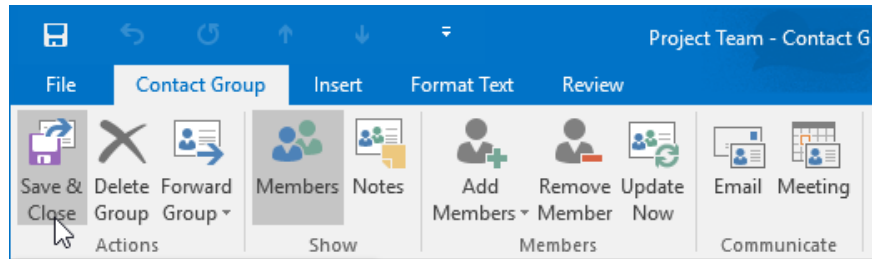 Project Team - Contact G
File Contact Group Insert Format Text Review
Save & Close
Delete Group
Forward Group
Members
Notes
Add Members
Remove Member
Update Now
Email
Meeting
Actions Show Members Communicate